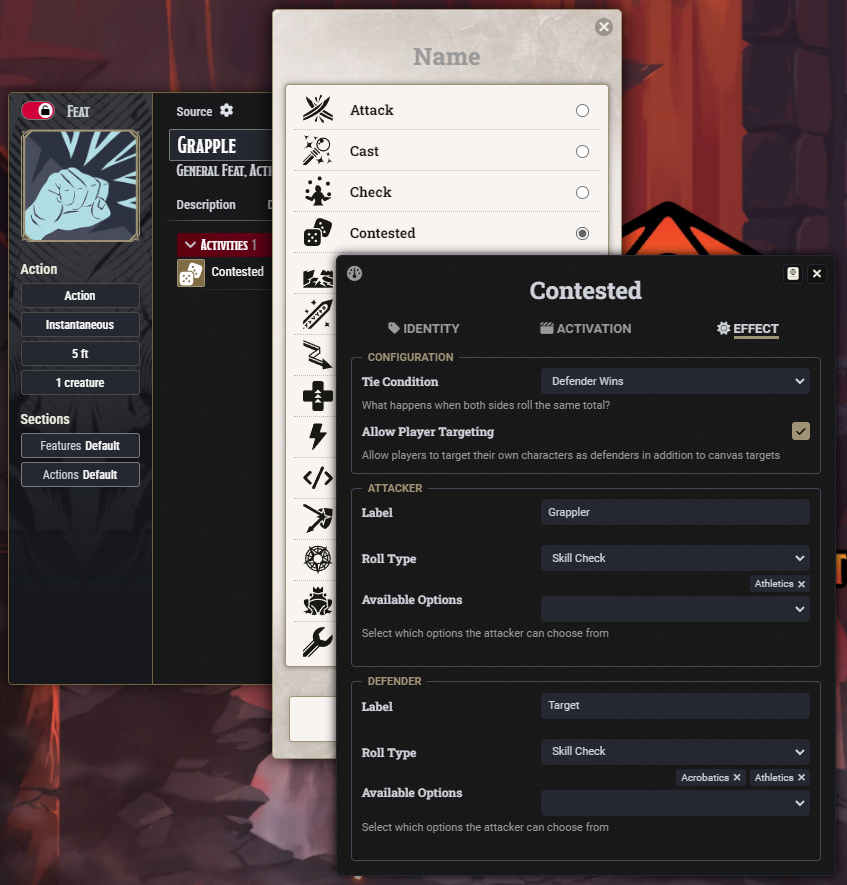 FEAT
Source
GRAPPLE
GENERAL FEAT, ACTI
Description
D
ACTIVITIES 1
Contested
Action
Action
Instantaneous
5 ft
1 creature
Sections
Features Default
Actions Default
Name
Attack
Cast
Check
Contested
Contested
IDENTITY
ACTIVATION
EFFECT
CONFIGURATION
Tie Condition
Defender Wins
What happens when both sides roll the same total?
Allow Player Targeting
Allow players to target their own characters as defenders in addition to canvas targets
ATTACKER
Label
Grappler
Roll Type
Skill Check
Athletics
Available Options
Select which options the attacker can choose from
DEFENDER
Label
Target
Roll Type
Skill Check
Acrobatics
Athletics
Available Options
Select which options the attacker can choose from